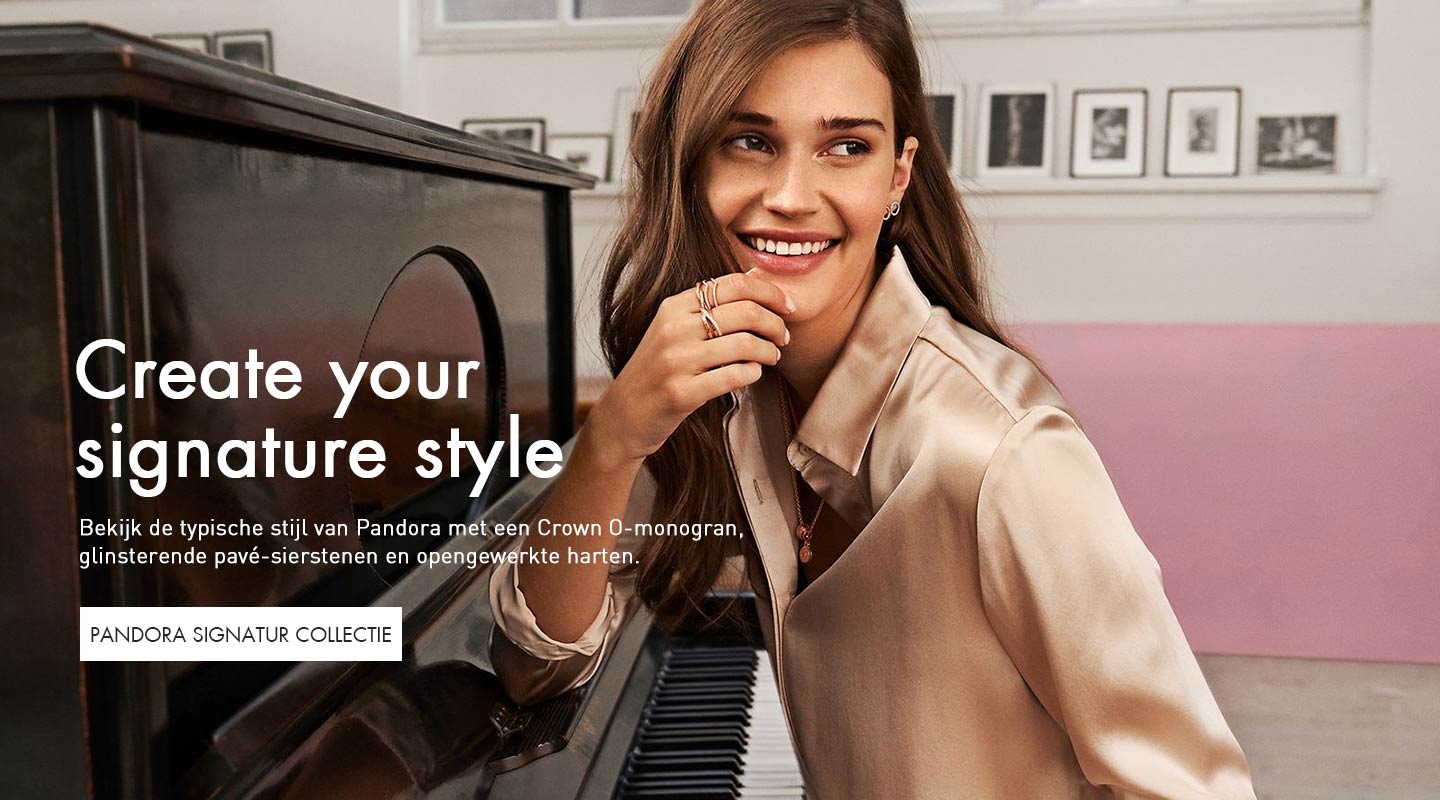 Create your
signature style
Bekijk de typische stijl van Pandora met een Crown O-monogran,
glinsterende pavé-sierstenen en opengewerkte harten.
PANDORA SIGNATUR COLLECTIE